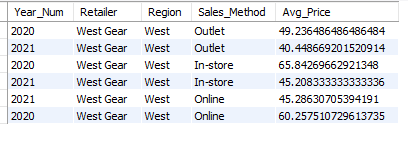 Year_Num Retailer Region Sales_Method Avg_Price
2020 West Gear West Outlet 49.236486486486484
2021 West Gear West Outlet 40.448669201520914
2020 West Gear West In-store 65.84269662921348
2021 West Gear West In-store 45.208333333333336
2021 West Gear West Online 45.28630705394191
2020 West Gear West Online 60.257510729613735